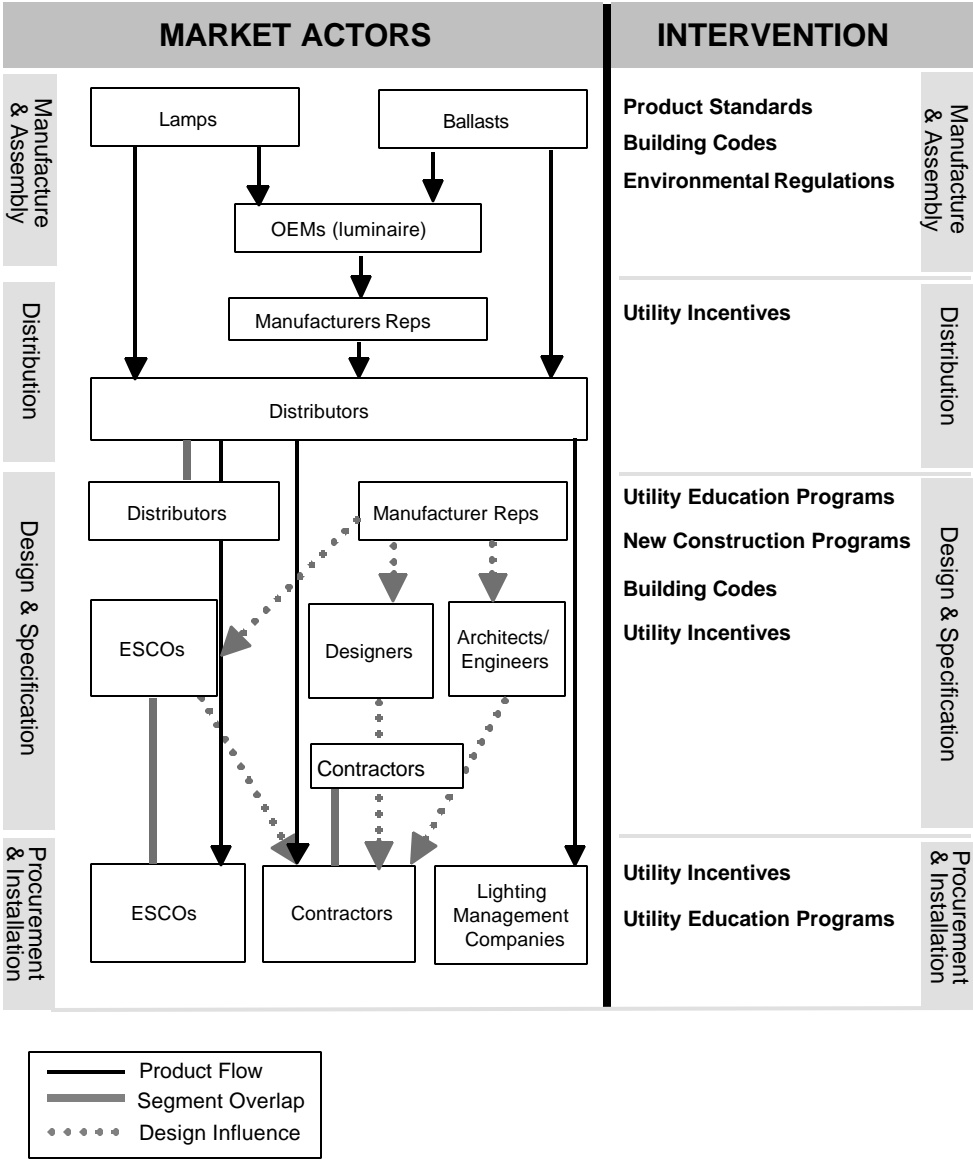 MARKET ACTORS
INTERVENTION
Manufacture
& Assembly
Lamps
Ballasts
OEMs (luminaire)
Product Standards
Building Codes
Environmental Regulations
Manufacture
& Assembly
Distribution
Manufacturers Reps
Distributors
Utility Incentives
Distribution
Design & Specification
Distributors
Manufacturer Reps
ESCOs
Designers
Architects/
Engineers
Contractors
Utility Education Programs
New Construction Programs
Building Codes
Utility Incentives
Design & Specification
Procurement
& Installation
ESCOs
Contractors
Lighting
Management
Companies
Utility Incentives
Utility Education Programs
Procurement
& Installation
Product Flow
Segment Overlap
Design Influence